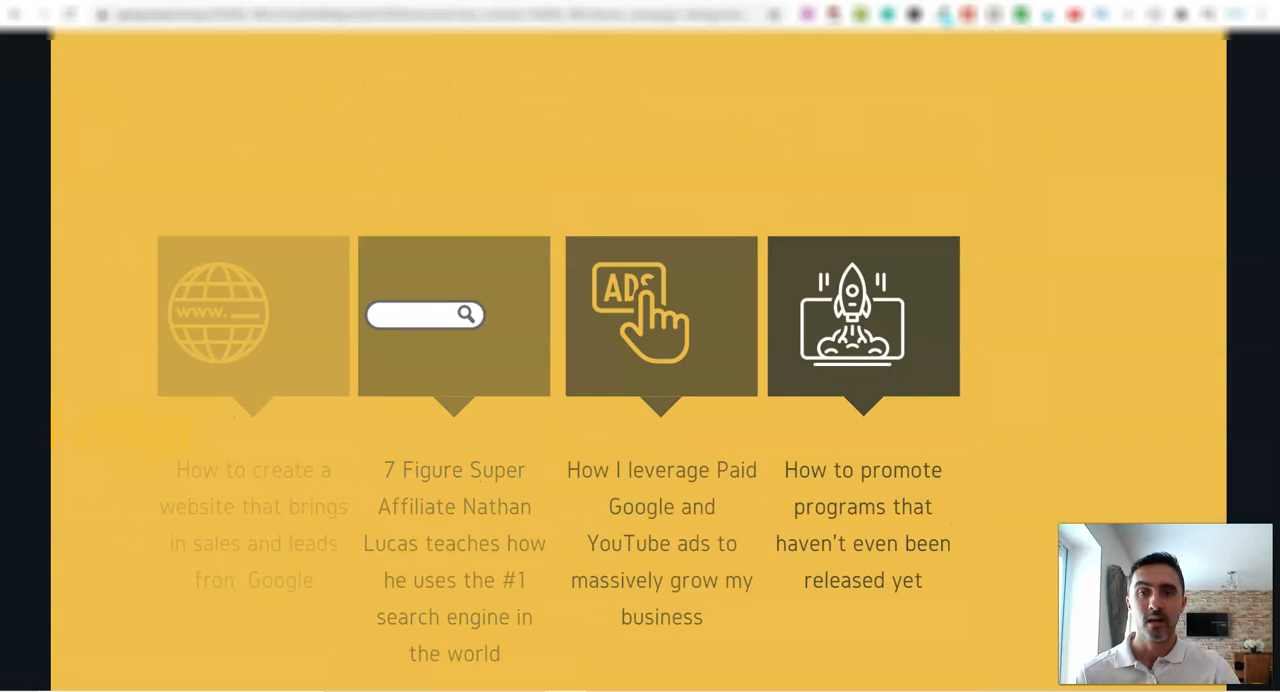 www.
ADS
How to create a
website that brings
in sales and leads
from Google
7 Figure Super
Affiliate Nathan
Lucas teaches how
he uses the #1
search engine in
the world
How I leverage Paid
Google and
YouTube ads to
massively grow my
business
How to promote
programs that
haven’t even been
released yet